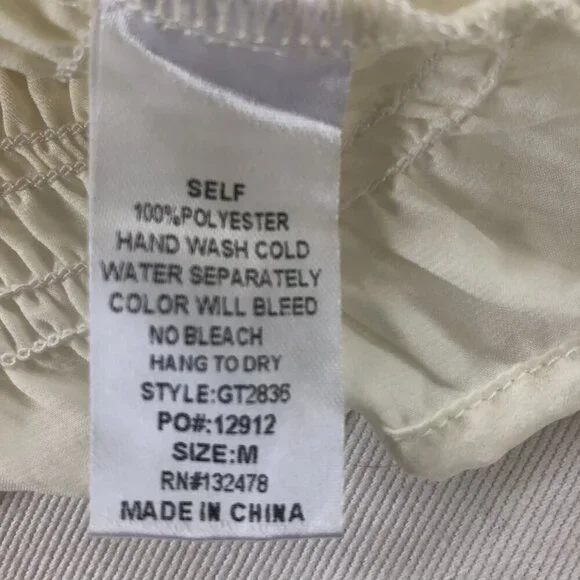 SELF
100%POLYESTER
HAND WASH COLD
WATER SEPARATELY
COLOR WILL BLEED
NO BLEACH
HANG TO DRY
STYLE:GT2836
PO#:12912
SIZE:M
RN#132478
MADE IN CHINA